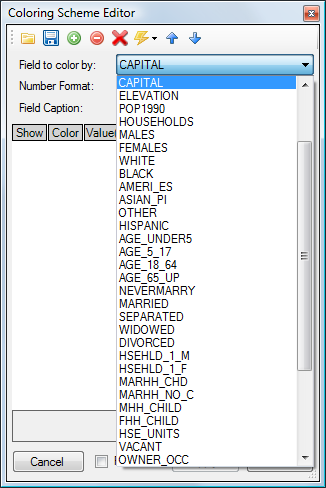 Coloring Scheme Editor
Field to color by: CAPITAL
Number Format:
Field Caption:
Show Color
CAPITAL
ELEVATION
POP1990
HOUSEHOLDS
MALES
FEMALES
WHITE
BLACK
AMERI_ES
ASIAN_PI
OTHER
HISPANIC
AGE_UNDER5
AGE_5_17
AGE_18_64
AGE_65_UP
NEVERMARRY
MARRIED
SEPARATED
WIDOWED
DIVORCED
HSEHLD_1_M
HSEHLD_1_F
MARHH_CHD
MARHH_NO_C
MHH_CHILD
FHH_CHILD
HSE_UNITS
VACANT
OWNER_OCC
Cancel